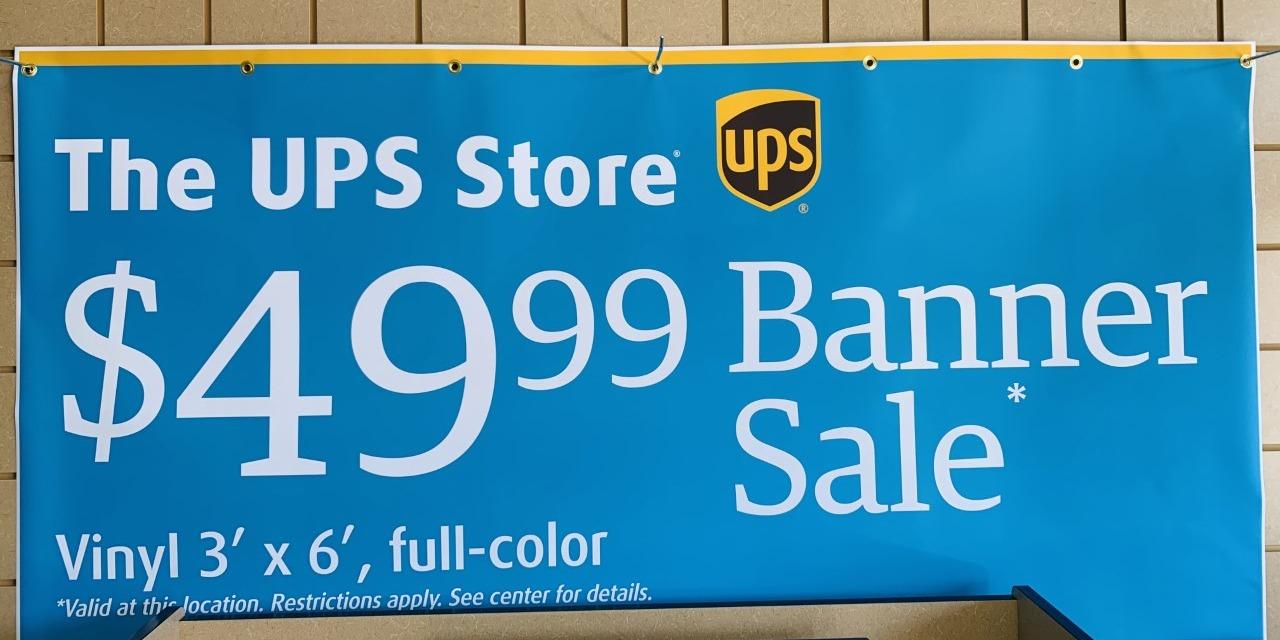 The UPS Store®
ups
®
$49 99 Banner
Sale*
Vinyl 3′ x 6′, full-color
*Valid at this location. Restrictions apply. See center for details.